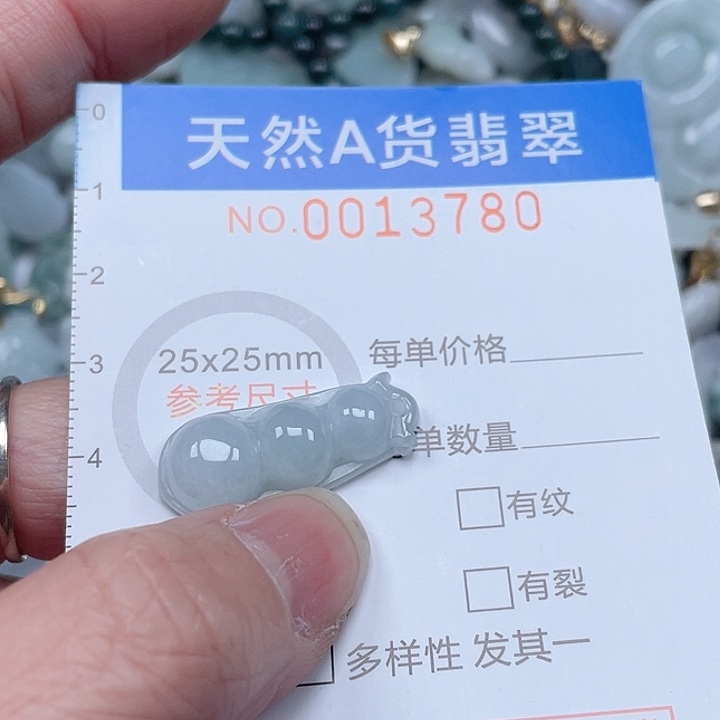 天然A货翡翠
NO.0013780
0
1
2
3
4
25x25mm
参考尺寸
每单价格
单数量
有纹
有裂
多样性 发其一